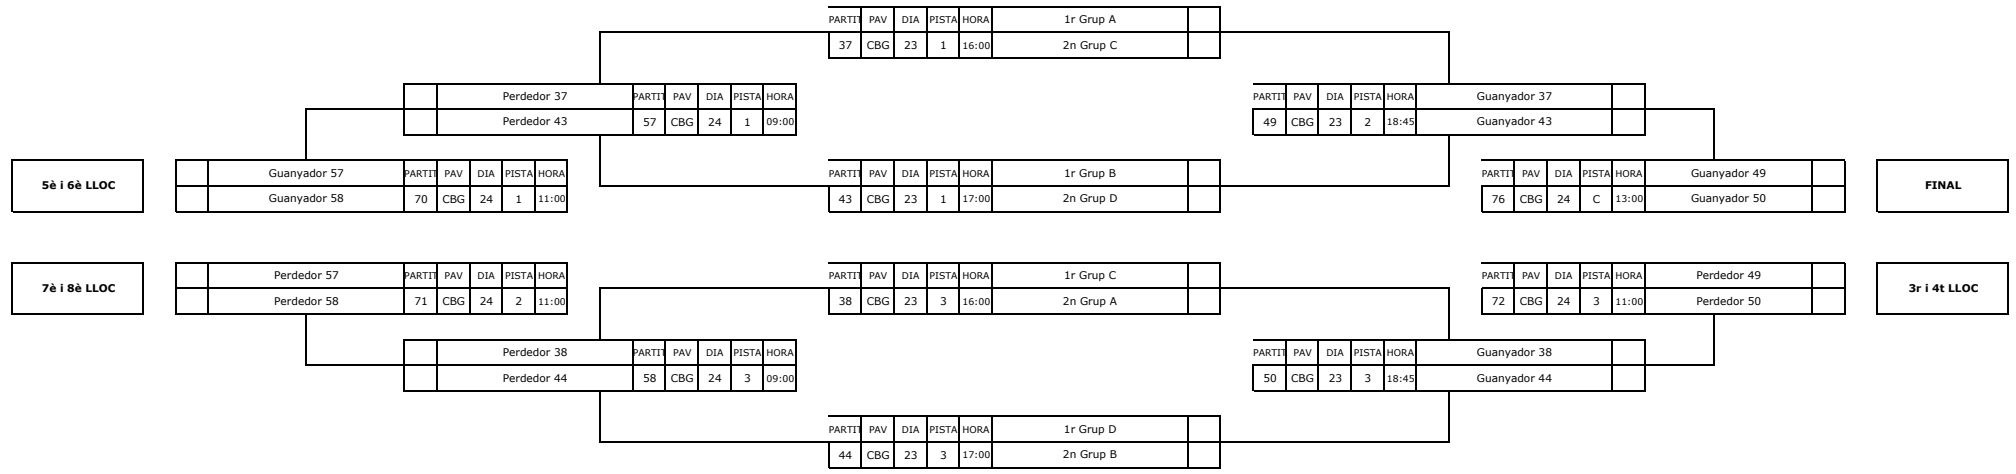 PARTIT PAV DIA PISTA HORA 1r Grup A
37 CBG 23 1 16:00 2n Grup C
Perdedor 37 PARTIT PAV DIA PISTA HORA
Perdedor 43 57 CBG 24 1 09:00
PARTIT PAV DIA PISTA HORA Guanyador 37
49 CBG 23 2 18:45 Guanyador 43
5è i 6è LLOC
Guanyador 57 PARTIT PAV DIA PISTA HORA
Guanyador 58 70 CBG 24 1 11:00
PARTIT PAV DIA PISTA HORA 1r Grup B
43 CBG 23 1 17:00 2n Grup D
PARTIT PAV DIA PISTA HORA Guanyador 49
76 CBG 24 C 13:00 Guanyador 50
FINAL
7è i 8è LLOC
Perdedor 57 PARTIT PAV DIA PISTA HORA
Perdedor 58 71 CBG 24 2 11:00
PARTIT PAV DIA PISTA HORA 1r Grup C
38 CBG 23 3 16:00 2n Grup A
PARTIT PAV DIA PISTA HORA Perdedor 49
72 CBG 24 3 11:00 Perdedor 50
3r i 4t LLOC
Perdedor 38 PARTIT PAV DIA PISTA HORA
Perdedor 44 58 CBG 24 3 09:00
PARTIT PAV DIA PISTA HORA Guanyador 38
50 CBG 23 3 18:45 Guanyador 44
PARTIT PAV DIA PISTA HORA 1r Grup D
44 CBG 23 3 17:00 2n Grup B